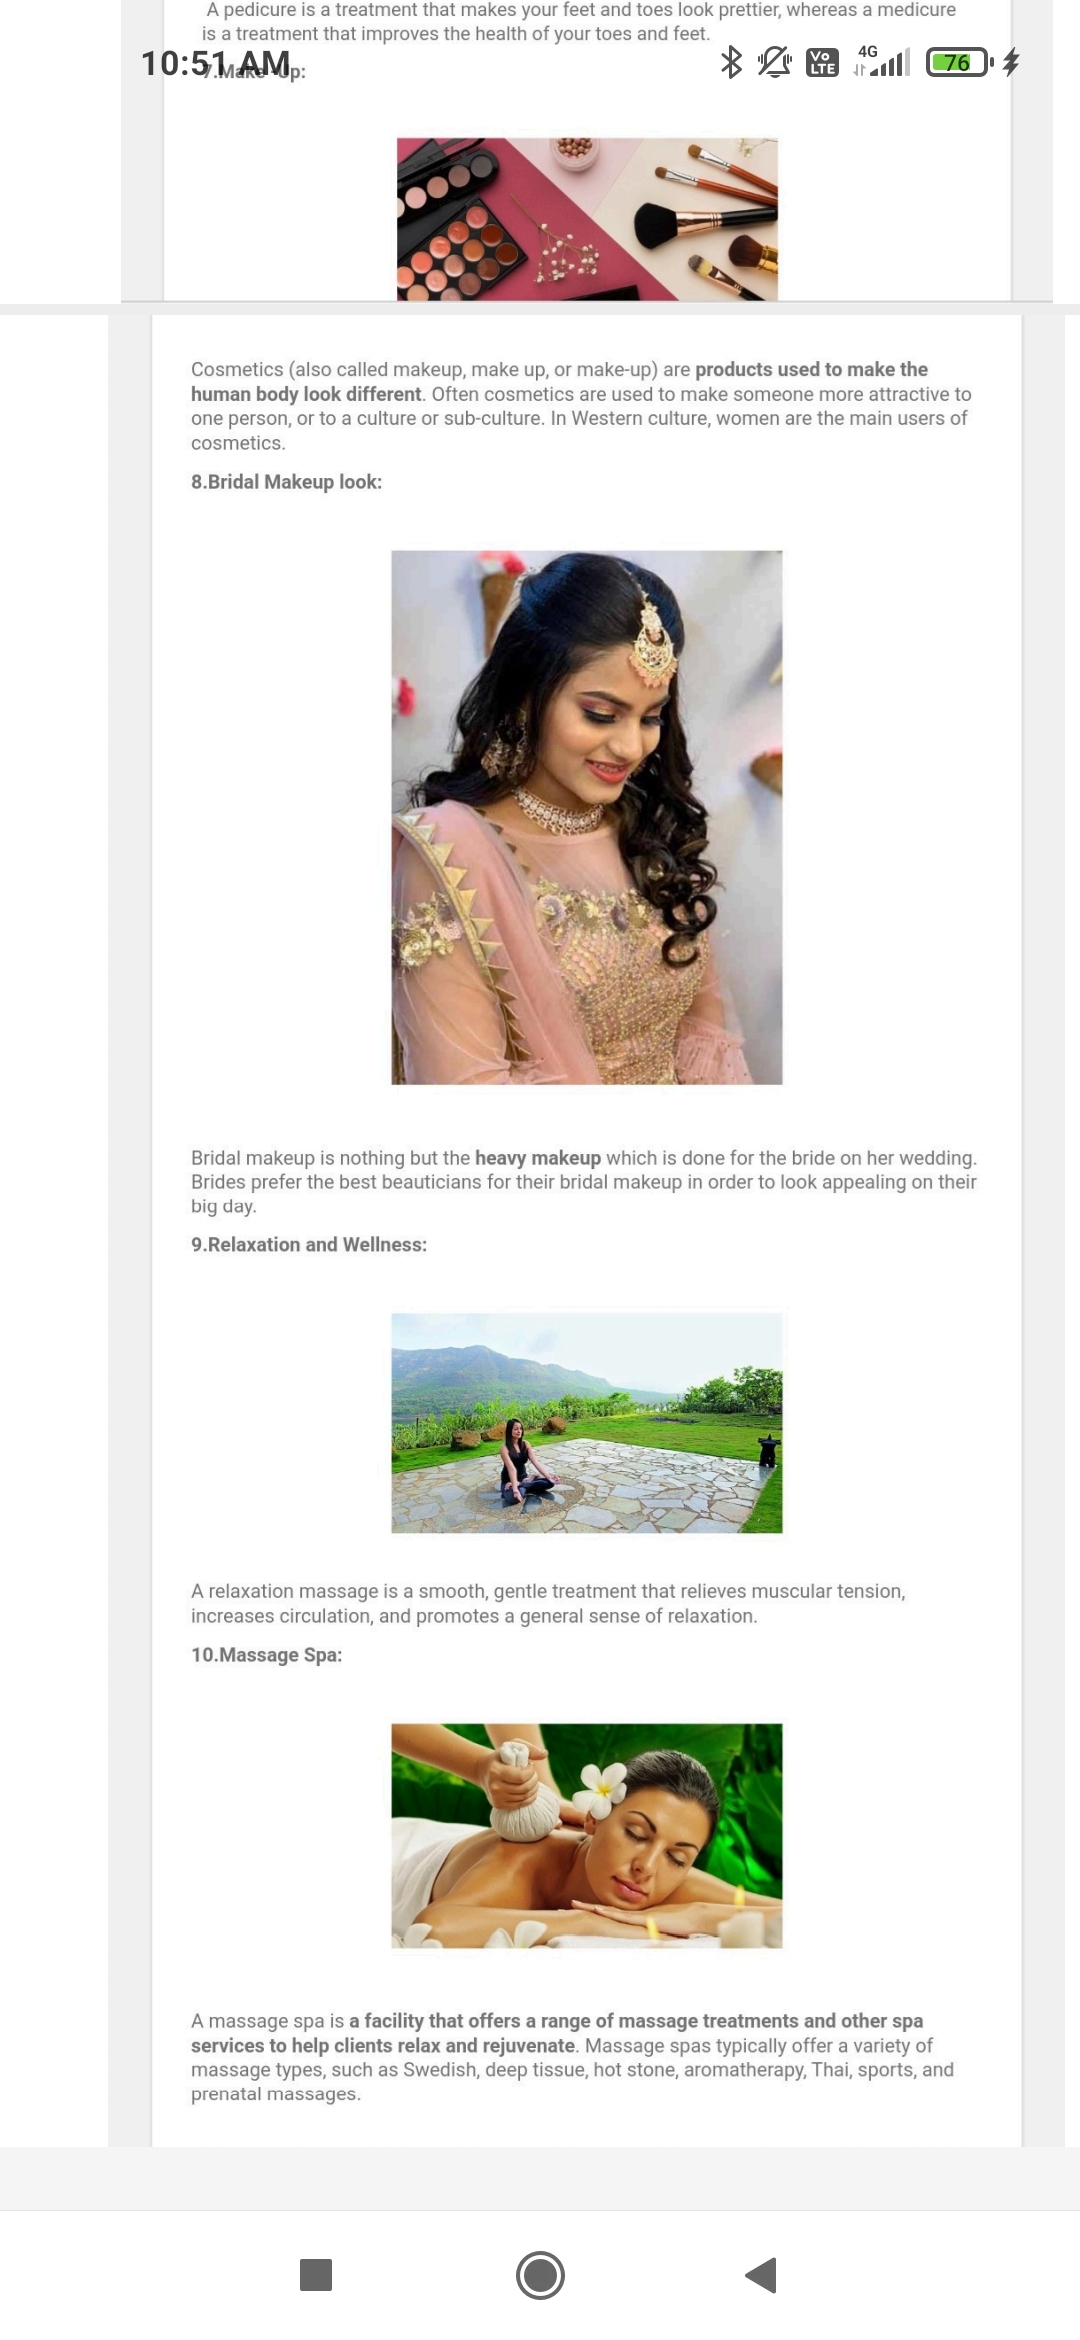 A pedicure is a treatment that makes your feet and toes look prettier, whereas a medicure
is a treatment that improves the health of your toes and feet.
10:51 AM
Vo LTE
4G
76
7.Make -Up:
Cosmetics (also called makeup, make up, or make-up) are products used to make the
human body look different. Often cosmetics are used to make someone more attractive to
one person, or to a culture or sub-culture. In Western culture, women are the main users of
cosmetics.
8.Bridal Makeup look:
Bridal makeup is nothing but the heavy makeup which is done for the bride on her wedding.
Brides prefer the best beauticians for their bridal makeup in order to look appealing on their
big day.
9.Relaxation and Wellness:
A relaxation massage is a smooth, gentle treatment that relieves muscular tension,
increases circulation, and promotes a general sense of relaxation.
10.Massage Spa:
A massage spa is a facility that offers a range of massage treatments and other spa
services to help clients relax and rejuvenate. Massage spas typically offer a variety of
massage types, such as Swedish, deep tissue, hot stone, aromatherapy, Thai, sports, and
prenatal massages.